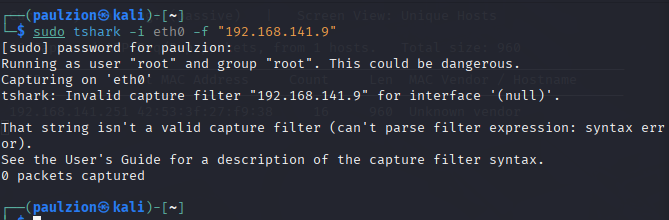 (paulzion㉿kali)-[~]
$ sudo tshark -i eth0 -f "192.168.141.9"
[sudo] password for paulzion:
Running as user "root" and group "root". This could be dangerous.
Capturing on 'eth0'
tshark: Invalid capture filter "192.168.141.9" for interface '(null)'.

That string isn't a valid capture filter (can't parse filter expression: syntax err
or).
See the User's Guide for a description of the capture filter syntax.
0 packets captured

(paulzion㉿kali)-[~]
$